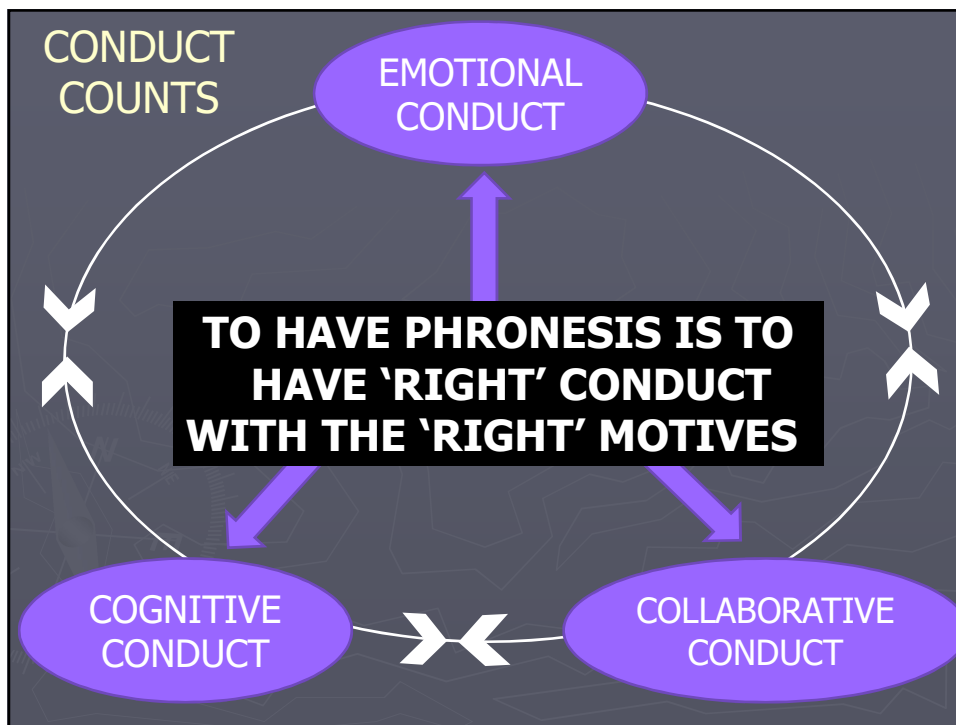 CONDUCT
COUNTS
EMOTIONAL
CONDUCT
TO HAVE PHRONESIS IS TO
HAVE ‘RIGHT’ CONDUCT
WITH THE ‘RIGHT’ MOTIVES
COGNITIVE
CONDUCT
COLLABORATIVE
CONDUCT